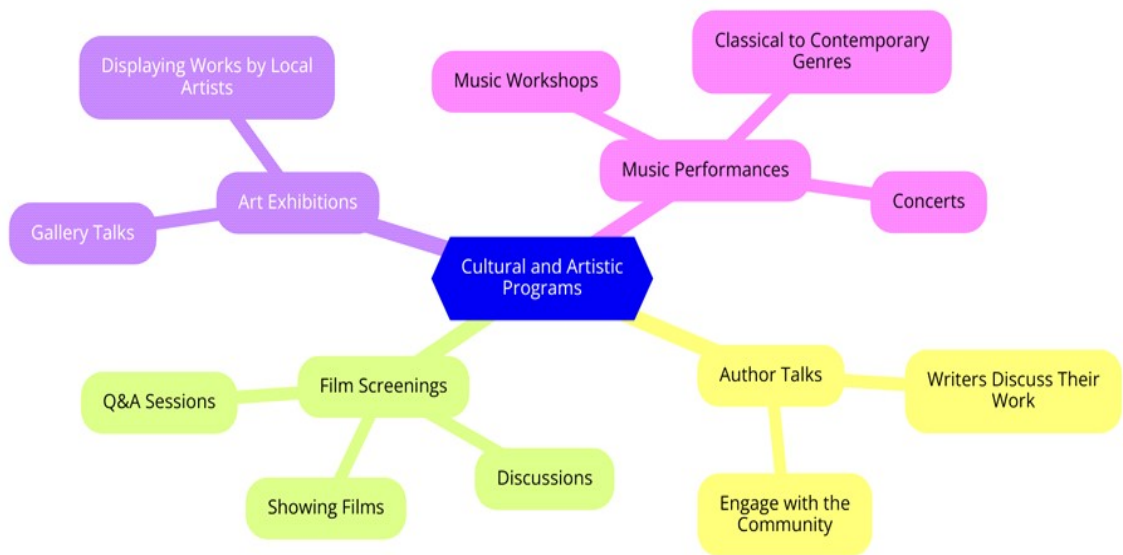 Displaying Works by Local
Artists
Art Exhibitions
Gallery Talks
Music Workshops
Classical to Contemporary
Genres
Music Performances
Concerts
Cultural and Artistic
Programs
Film Screenings
Q&A Sessions
Showing Films
Discussions
Author Talks
Writers Discuss Their
Work
Engage with the
Community